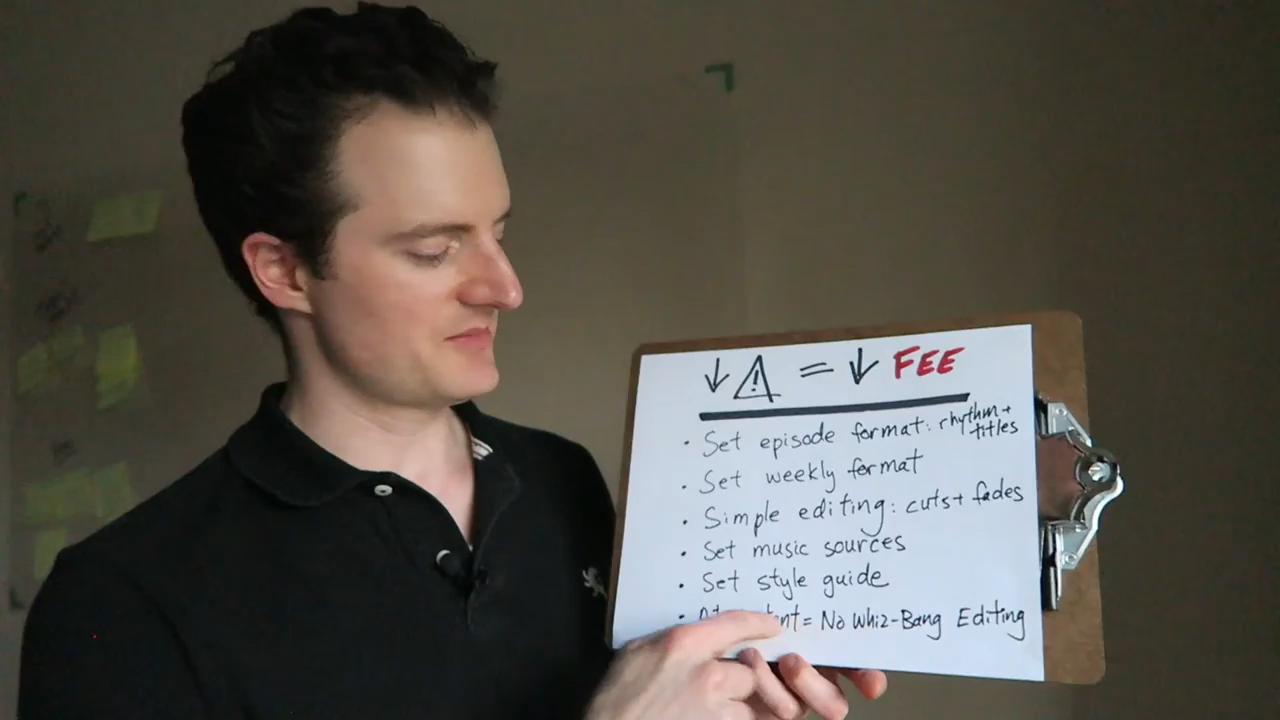 ↓ ⚠ = ↓ FEE
• Set episode format: rhythm + titles
• Set weekly format
• Simple editing: cuts + fades
• Set music sources
• Set style guide
• = No Whiz-Bang Editing